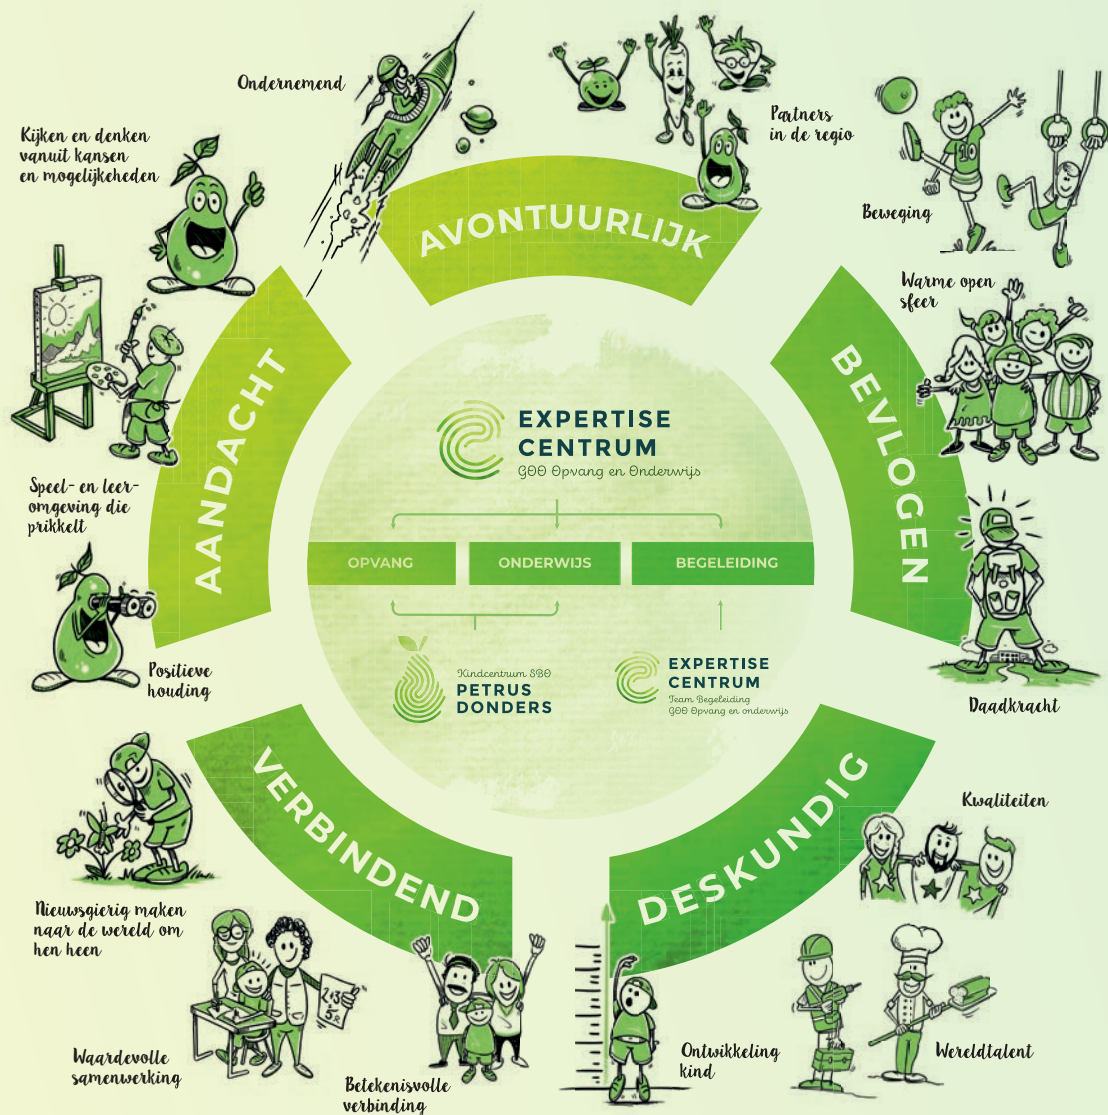 Ondernemend
Partners
in de regio
Kijken en denken
vanuit kansen
en mogelijkeheden
Beweging
AVONTUURLIJK
Warme open
sfeer
AANDACHT
BEVLOGEN
EXPERTISE
CENTRUM
GOO Opvang en Onderwijs
Speel- en leer-
omgeving die
prikkelt
OPVANG
ONDERWIJS
BEGELEIDING
Positieve
houding
Kindcentrum SBO
PETRUS
DONDERS
EXPERTISE
CENTRUM
Team Begeleiding
GOO Opvang en onderwijs
Daadkracht
VERBINDEND
DESKUNDIG
Kwaliteiten
Nieuwsgierig maken
naar de wereld om
hen heen
Waardevolle
samenwerking
Betekenisvolle
verbinding
Ontwikkeling
kind
Wereldtalent